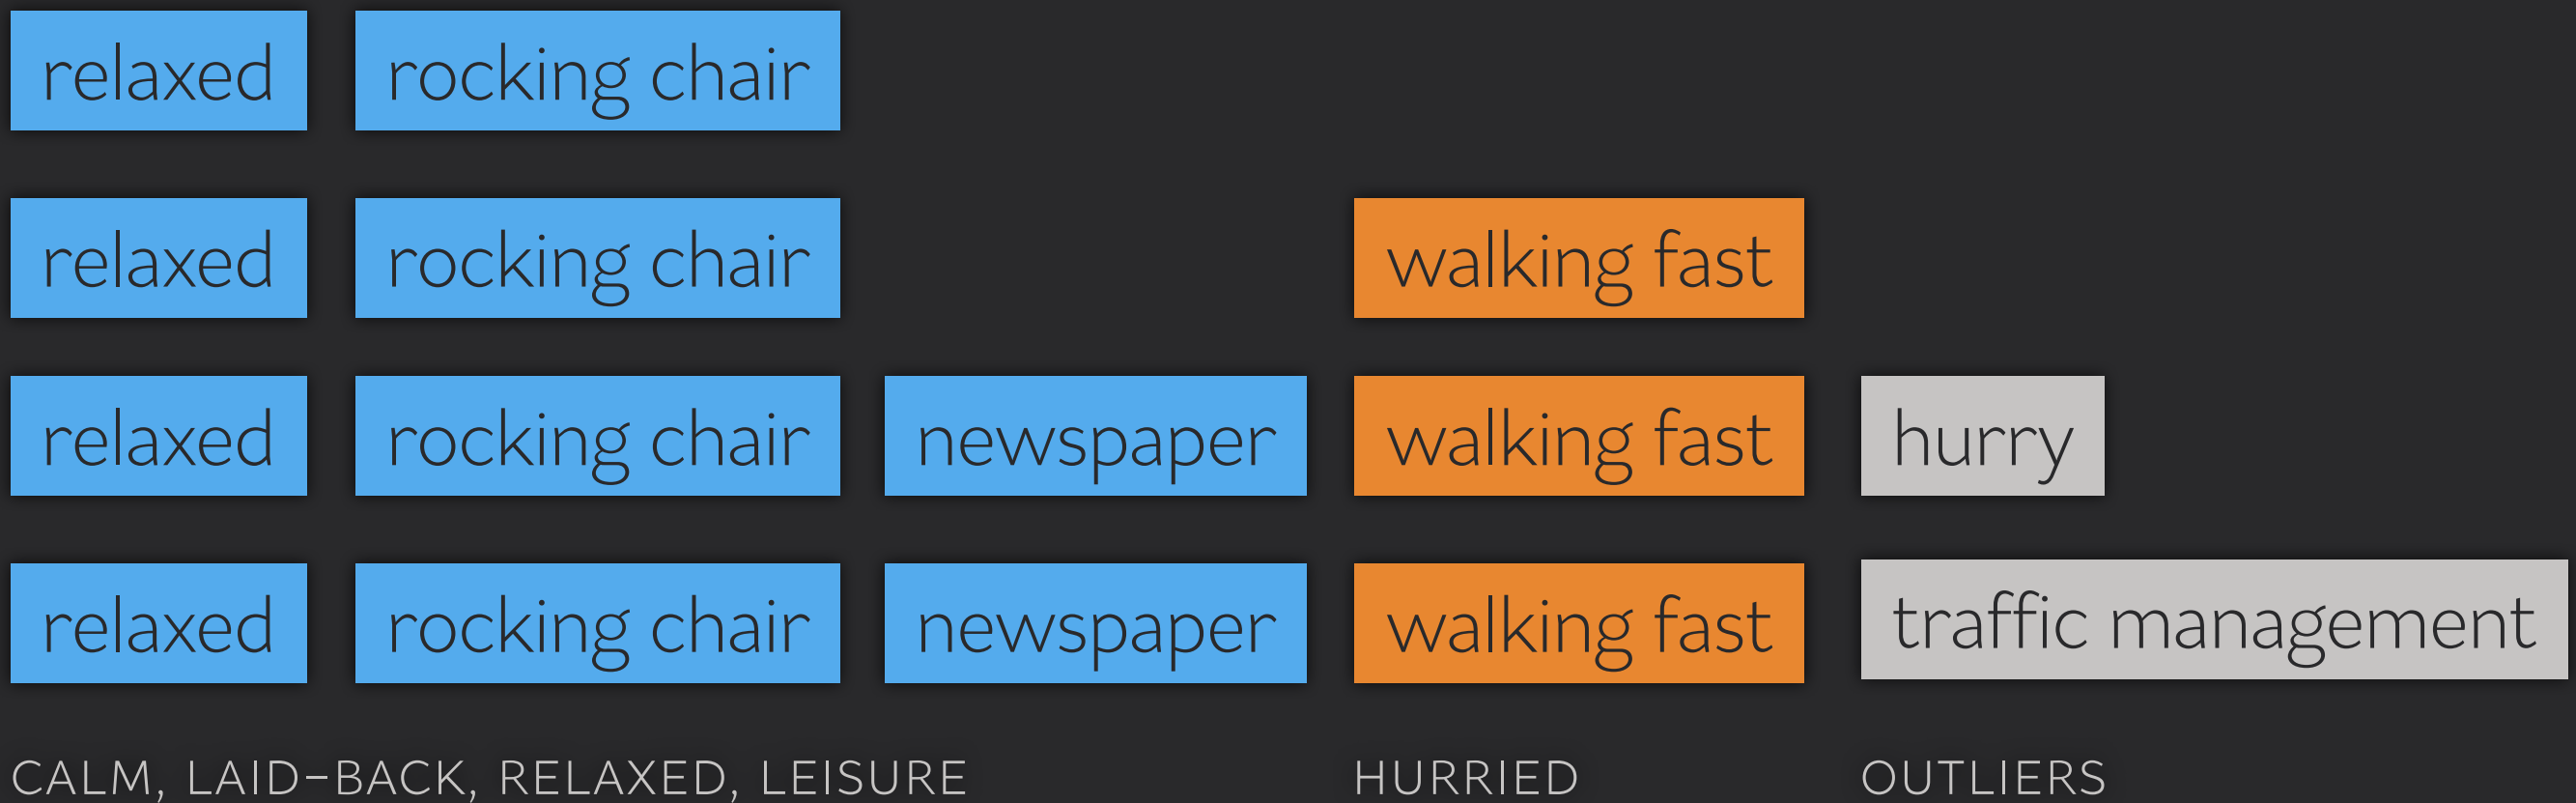 relaxed rocking chair
relaxed rocking chair walking fast
relaxed rocking chair newspaper walking fast hurry
relaxed rocking chair newspaper walking fast traffic management
CALM, LAID-BACK, RELAXED, LEISURE HURRIED OUTLIERS